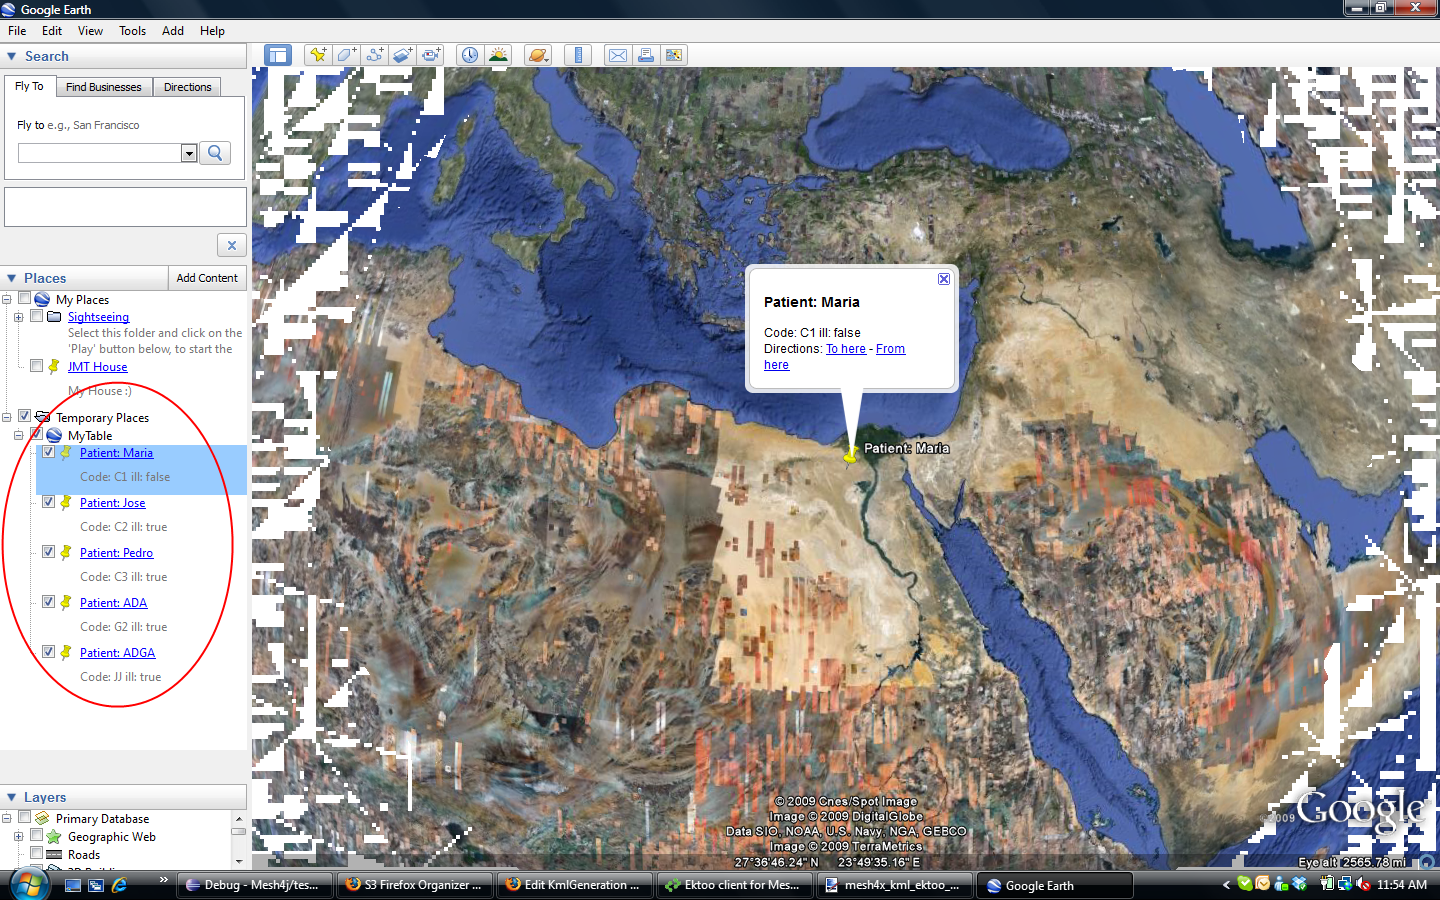 Google Earth
File Edit View Tools Add Help
Search
Fly To Find Businesses Directions
Fly to e.g., San Francisco
Places Add Content
My Places
Sightseeing
Select this folder and click on the
'Play' button below, to start the
JMT House
My House :)
Temporary Places
MyTable
Patient: Maria
Code: C1 ill: false
Patient: Jose
Code: C2 ill: true
Patient: Pedro
Code: C3 ill: true
Patient: ADA
Code: G2 ill: true
Patient: ADGA
Code: JJ ill: true
Layers
Primary Database
Geographic Web
Roads
Patient: Maria
Code: C1 ill: false
Directions: To here - From
here
Patient: Maria
© 2009 Cnes/Spot Image
Image © 2009 DigitalGlobe
Data SIO, NOAA, U.S. Navy, NGA, GEBCO
Image © 2009 TerraMetrics
27°36'46.24" N 23°49'35.16" E
©2009 Google
Eye alt 2565.78 mi
» Debug - Mesh4j/tes... S3 Firefox Organizer ... Edit KmlGeneration ... Ektoo client for Mes... mesh4x_kml_ektoo_... Google Earth < 11:54 AM